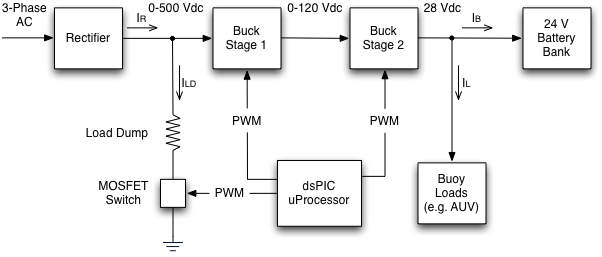 3-Phase
AC
Rectifier
IR
0-500 Vdc
Buck
Stage 1
0-120 Vdc
Buck
Stage 2
28 Vdc
IB
24 V
Battery
Bank
ILD
IL
Load Dump
PWM
PWM
MOSFET
Switch
PWM
dsPIC
uProcessor
Buoy
Loads
(e.g. AUV)